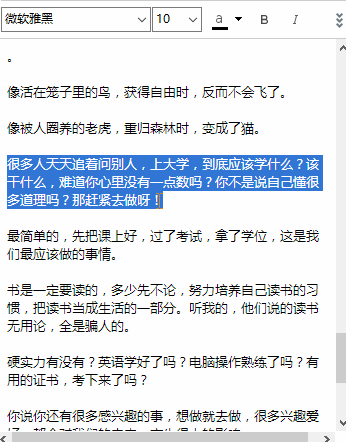 微软雅黑 10 a B I
。
像活在笼子里的鸟，获得自由时，反而不会飞了。
像被人圈养的老虎，重归森林时，变成了猫。
很多人天天追着问别人，上大学，到底应该学什么？该
干什么，难道你心里没有一点数吗？你不是说自己懂很
多道理吗？那赶紧去做呀！
最简单的，先把课上好，过了考试，拿了学位，这是我
们最应该做的事情。
书是一定要读的，多少先不论，努力培养自己读书的习
惯，把读书当成生活的一部分。听我的，他们说的读书
无用论，全是骗人的。
硬实力有没有？英语学好了吗？电脑操作熟练了吗？有
用的证书，考下来了吗？
你说你还有很多感兴趣的事，想做就去做，很多兴趣爱